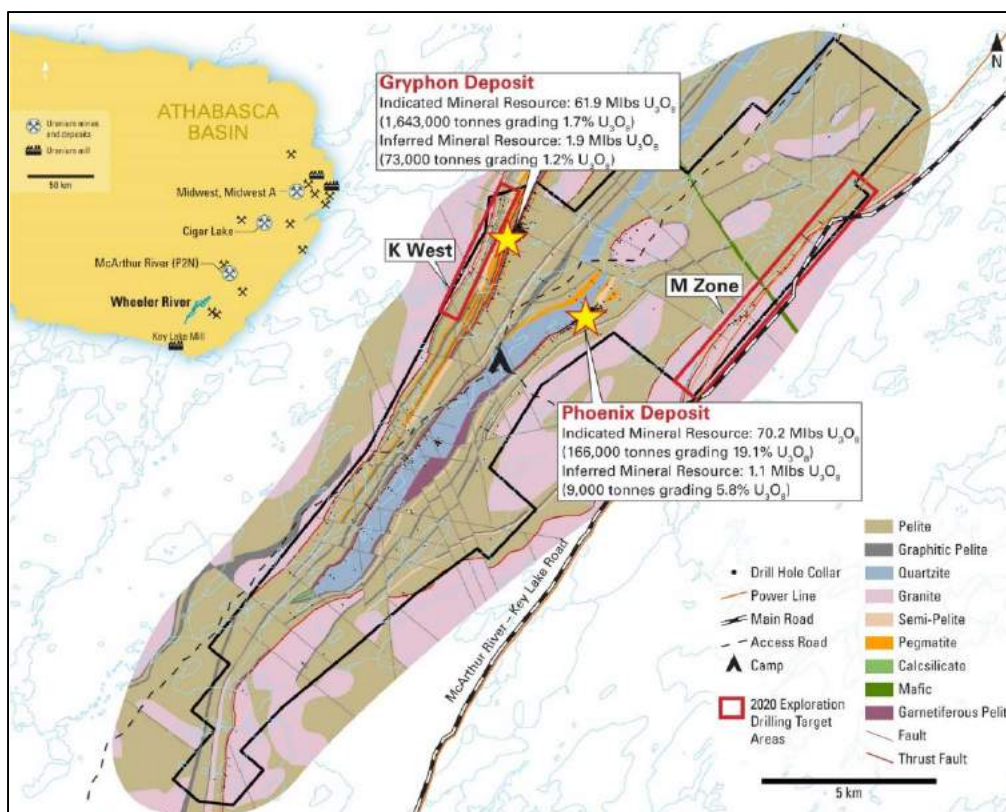 ATHABASCA
BASIN
Uranium mines
and deposits
Uranium mill
50 km
Midwest, Midwest A
Cigar Lake
McArthur River (P2N)
Wheeler River
Key Lake Mill
Gryphon Deposit
Indicated Mineral Resource: 61.9 Mlbs U₃O₈
(1,643,000 tonnes grading 1.7% U₃O₈)
Inferred Mineral Resource: 1.9 Mlbs U₃O₈
(73,000 tonnes grading 1.2% U₃O₈)
N
K West
M Zone
Phoenix Deposit
Indicated Mineral Resource: 70.2 Mlbs U₃O₈
(166,000 tonnes grading 19.1% U₃O₈)
Inferred Mineral Resource: 1.1 Mlbs U₃O₈
(9,000 tonnes grading 5.8% U₃O₈)
McArthur River – Key Lake Road
Drill Hole Collar
Power Line
Main Road
Access Road
Camp
2020 Exploration
Drilling Target
Areas
Pelite
Graphitic Pelite
Quartzite
Granite
Semi-Pelite
Pegmatite
Calcsilicate
Mafic
Garnetiferous Pelit
Fault
Thrust Fault
5 km